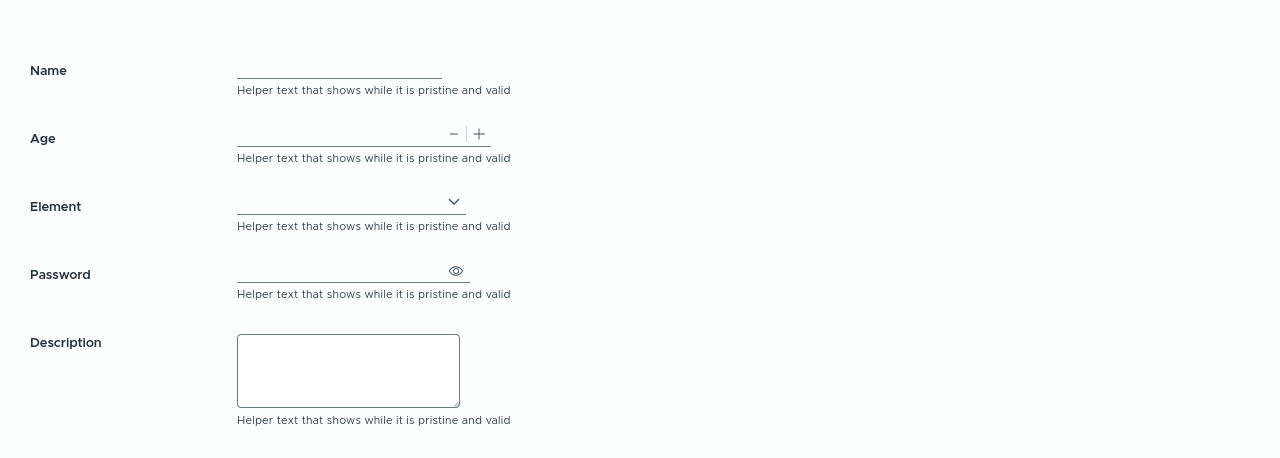 Name
Helper text that shows while it is pristine and valid
Age
Helper text that shows while it is pristine and valid
Element
Helper text that shows while it is pristine and valid
Password
Helper text that shows while it is pristine and valid
Description
Helper text that shows while it is pristine and valid